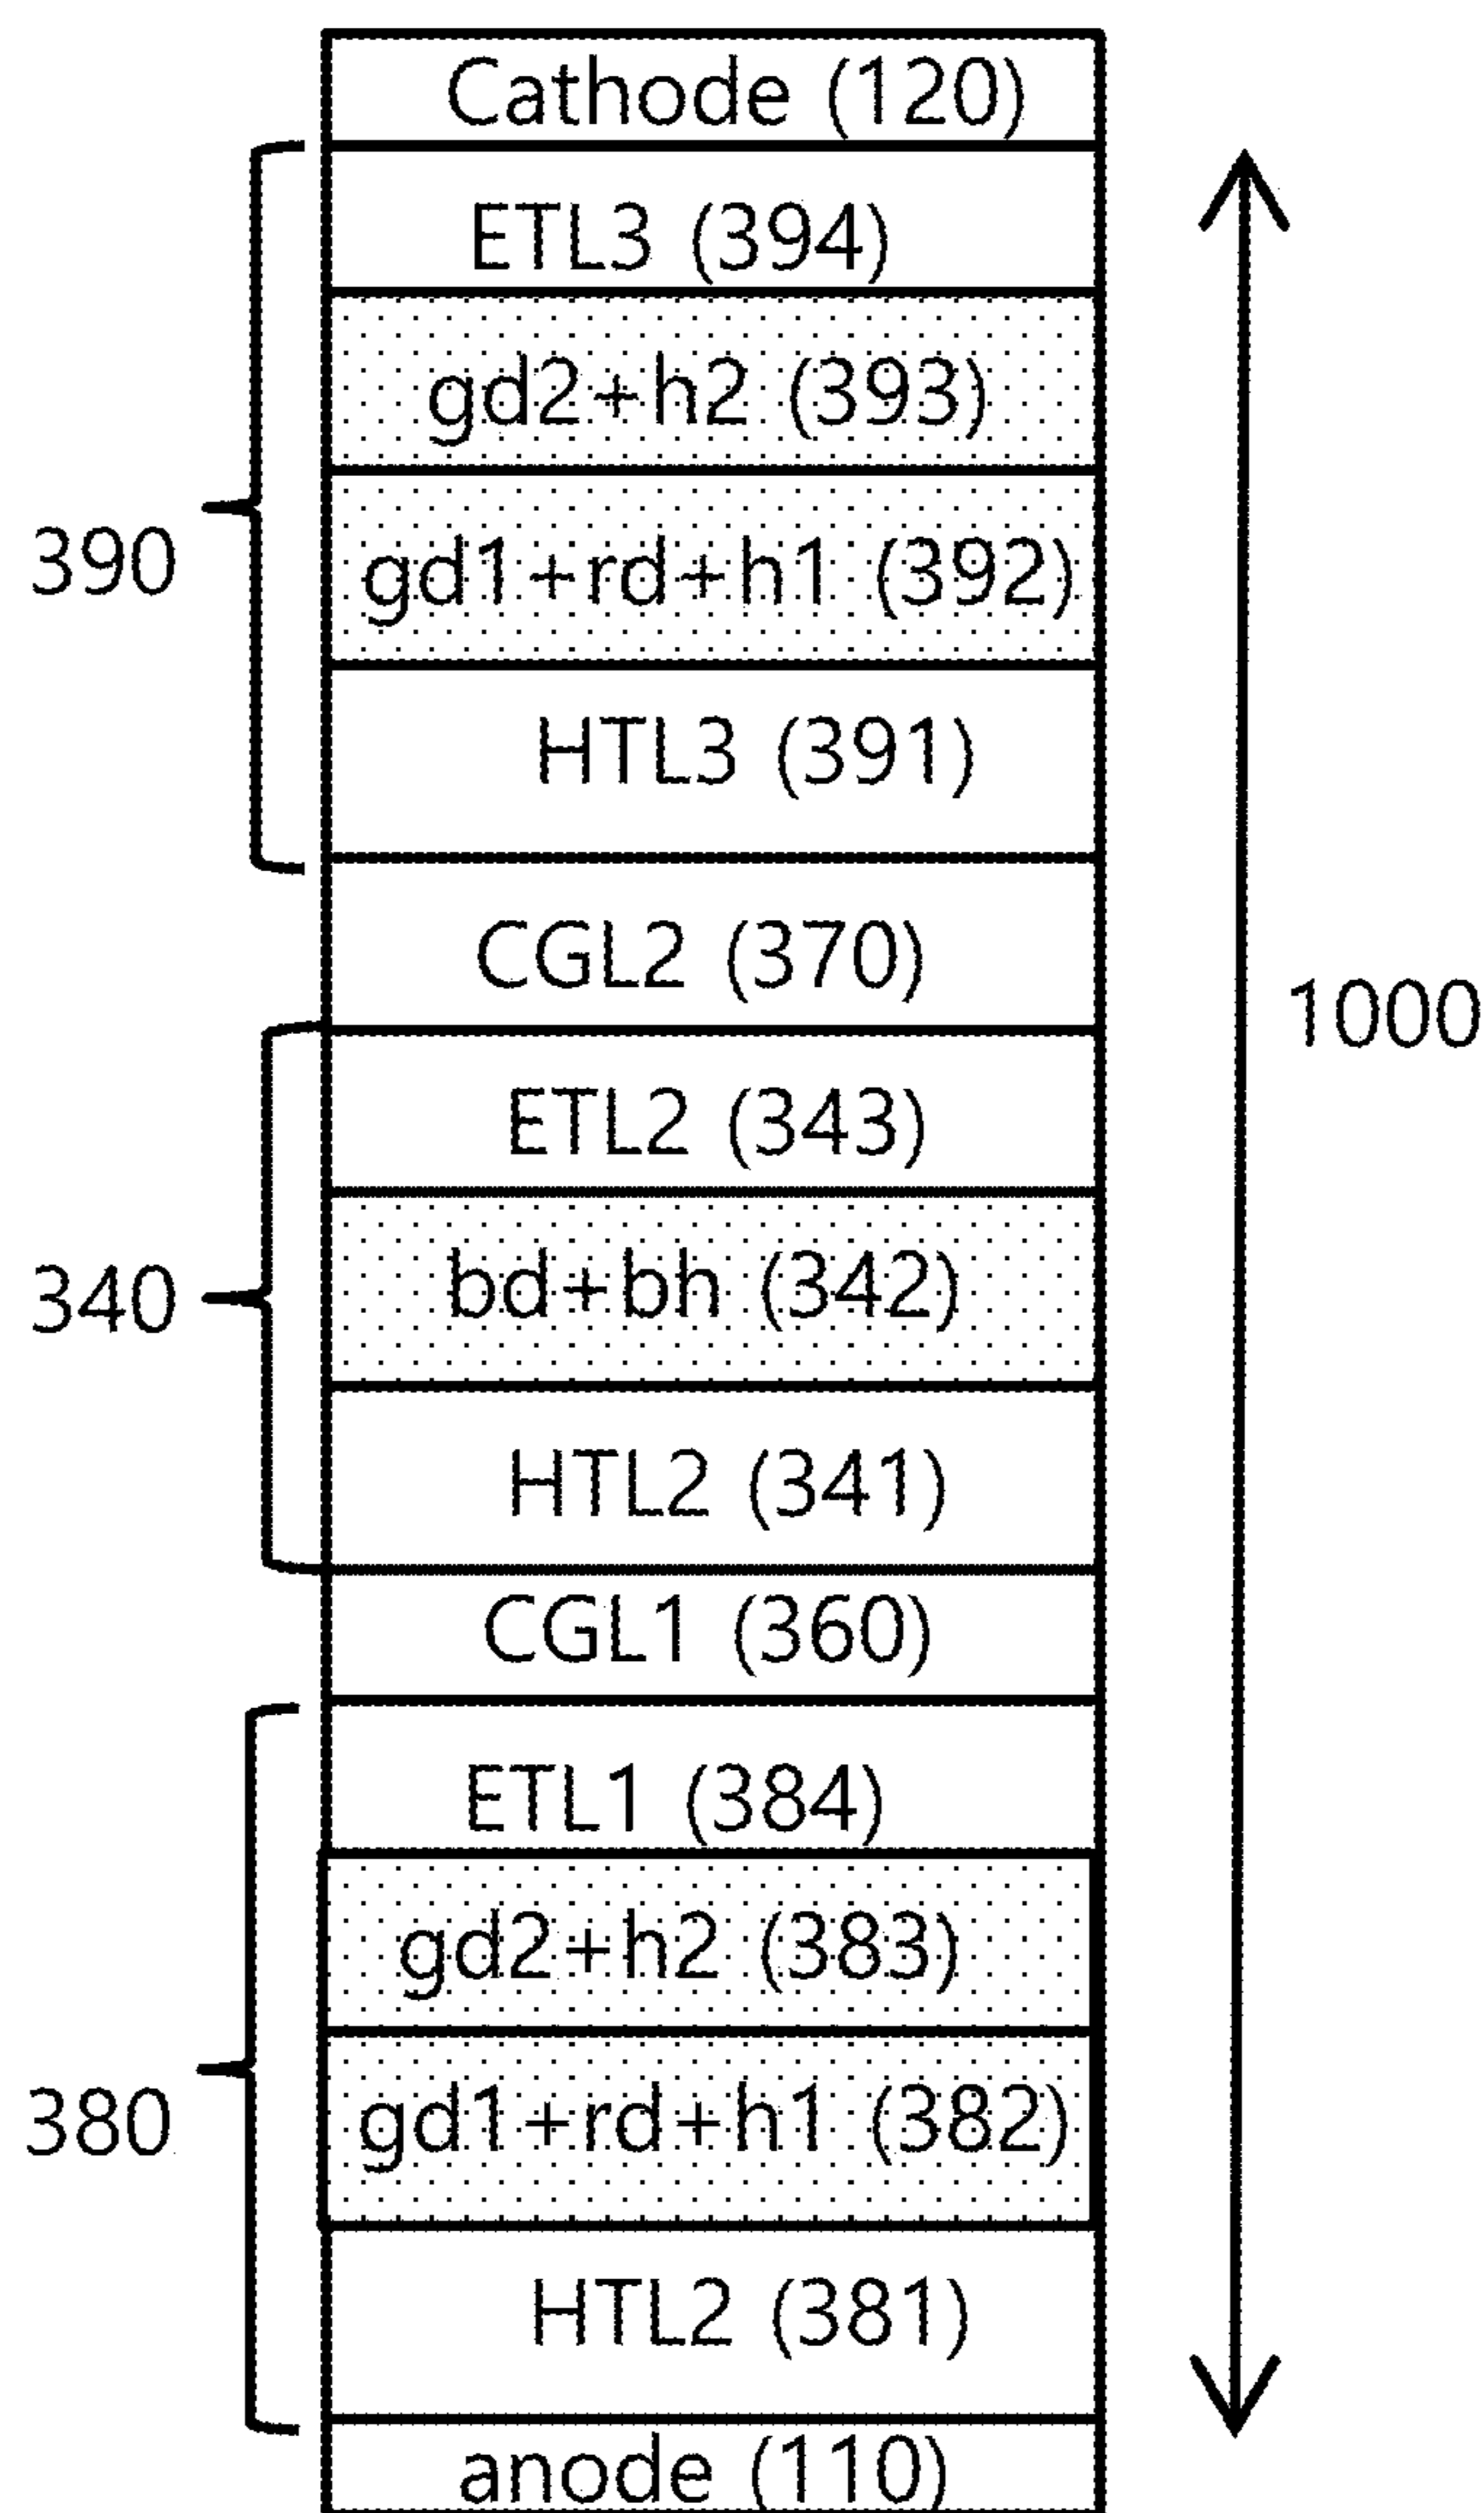 Cathode (120)
ETL3 (394)
gd2+h2 (393)
390
gd1+rd+h1 (392)
HTL3 (391)
CGL2 (370)
1000
ETL2 (343)
bd+bh (342)
340
HTL2 (341)
CGL1 (360)
ETL1 (384)
gd2+h2 (383)
380
gd1+rd+h1 (382)
HTL2 (381)
anode (110)